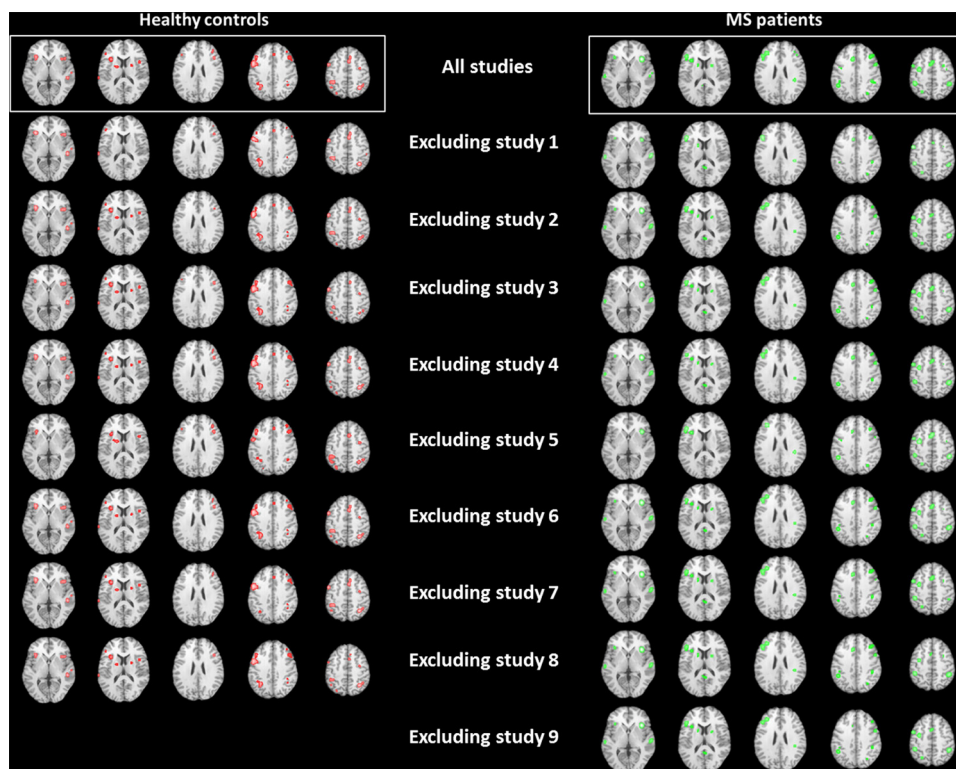 Healthy controls
MS patients
All studies
Excluding study 1
Excluding study 2
Excluding study 3
Excluding study 4
Excluding study 5
Excluding study 6
Excluding study 7
Excluding study 8
Excluding study 9